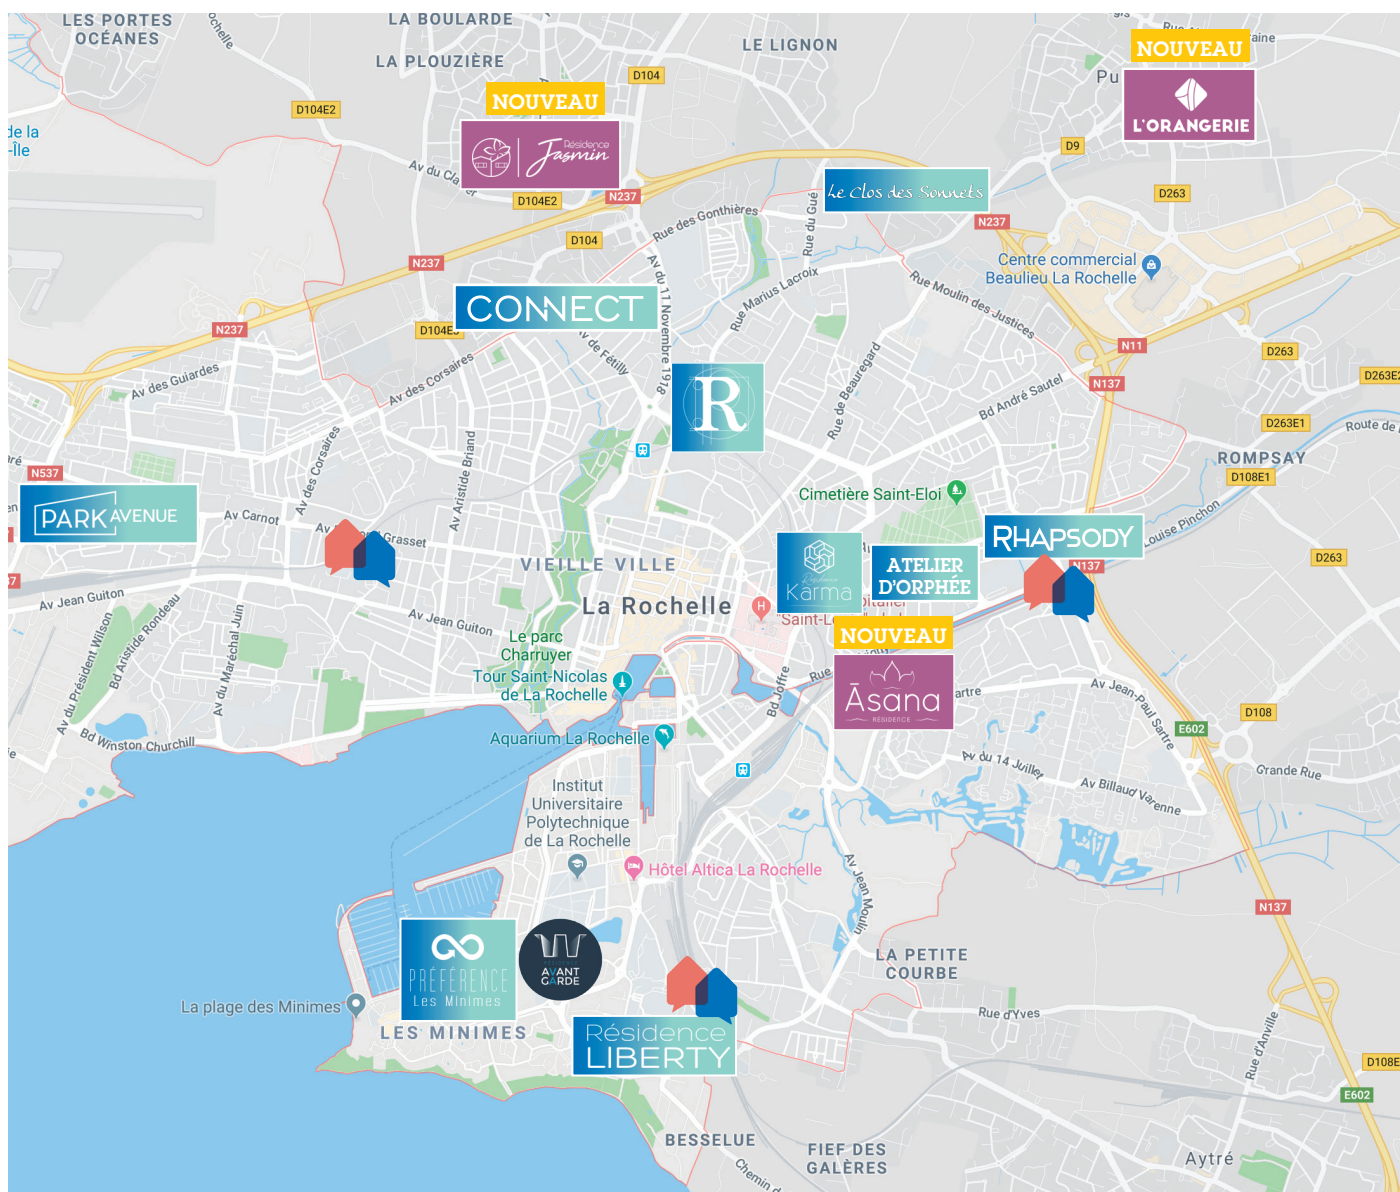 LES PORTES
OCÉANES
LA BOULARDE
LA PLOUZIÈRE
LE LIGNON
NOUVEAU
L'ORANGERIE
D104
D104E2
NOUVEAU
Résidence
Jasmin
D9
de la
-Île
D104E2
N237
Le Clos des Sonnets
D263
N237
Rue des Gonthières
Rue du Gué
D104
N237
Centre commercial
Beaulieu La Rochelle
Av du 11 Novembre 1918
Rue Marius Lacroix
Rue Moulin des Justices
CONNECT
N237
Av de Fétilly
N11
D263
Av des Guiardes
Av des Corsaires
R
Rue de Beauregard
Bd André Sautel
N137
D263E1
Route de
Av des Corsaires
Av Aristide Briand
ROMPSAY
N537
D108E1
Cimetière Saint-Eloi
PARK AVENUE
Av Carnot
Grasset
RHAPSODY
Louise Pinchon
VIEILLE VILLE
Résidence
Karma
ATELIER
D'ORPHÉE
N137
D263
Av Jean Guiton
La Rochelle
H
Av Jean Guiton
Av du Président Wilson
Bd Aristide Rondeau
Av du Maréchal Juin
Le parc
Charruyer
NOUVEAU
Āsana
RÉSIDENCE
Tour Saint-Nicolas
de La Rochelle
Bd Joffre
Rue
artre
Av Jean-Paul Sartre
D108
Bd Winston Churchill
Aquarium La Rochelle
E602
Av du 14 Juillet
Grande Rue
Av Billaud Varenne
Institut
Universitaire
Polytechnique
de La Rochelle
Hôtel Altica La Rochelle
Av Jean Moulin
N137
PRÉFÉRENCE
Les Minimes
RÉSIDENCE
AVANT
GARDE
LA PETITE
COURBE
La plage des Minimes
LES MINIMES
Résidence
LIBERTY
Rue d'Yves
Rue d'Anville
D108E
E602
BESSELUE
FIEF DES
GALÈRES
Aytré
Chemin d